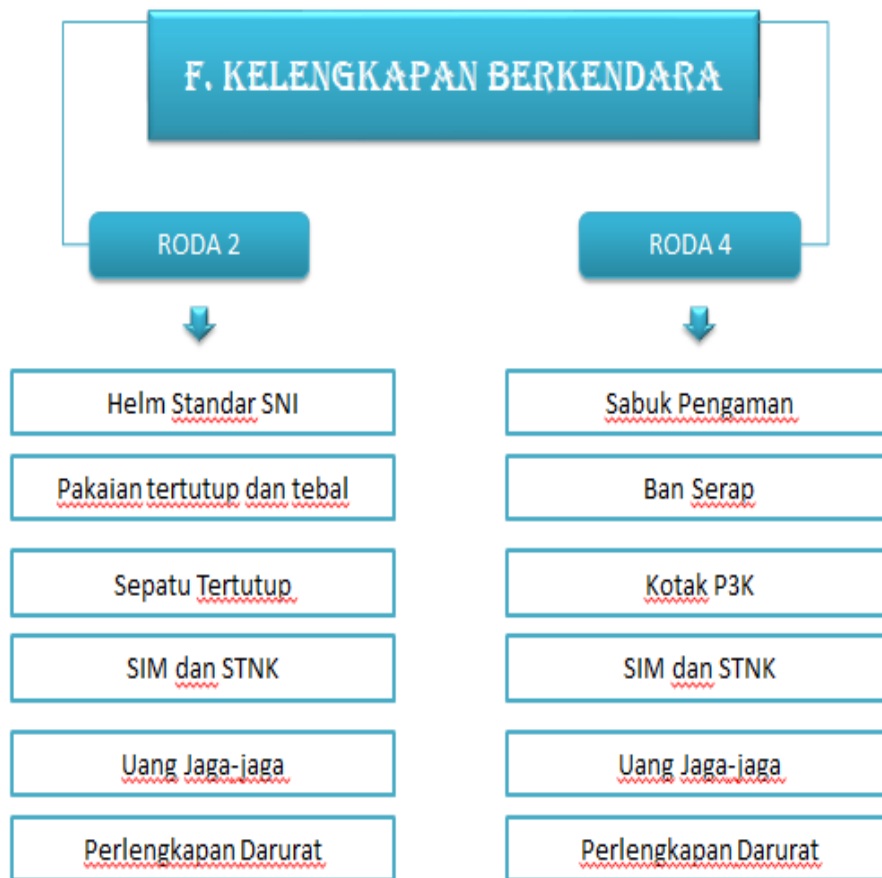 F. KELENGKAPAN BERKENDARA
RODA 2
Helm Standar SNI
Pakaian tertutup dan tebal
Sepatu Tertutup
SIM dan STNK
Uang Jaga-jaga
Perlengkapan Darurat
RODA 4
Sabuk Pengaman
Ban Serap
Kotak P3K
SIM dan STNK
Uang Jaga-jaga
Perlengkapan Darurat